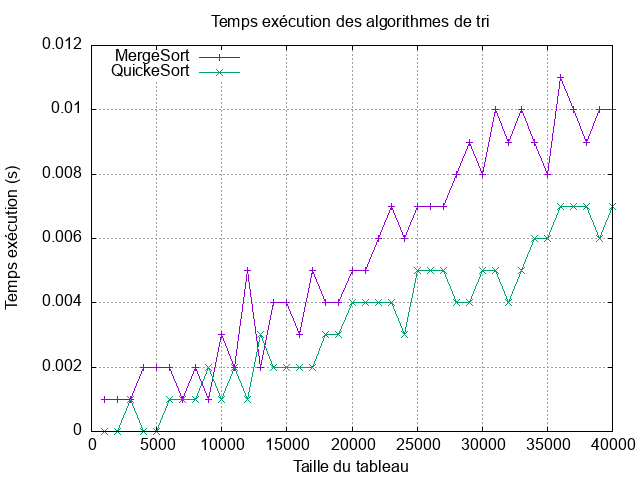 Temps exécution des algorithmes de tri
MergeSort
QuickeSort
0.012
0.01
0.008
0.006
0.004
0.002
0
Temps exécution (s)
0 5000 10000 15000 20000 25000 30000 35000 40000
Taille du tableau